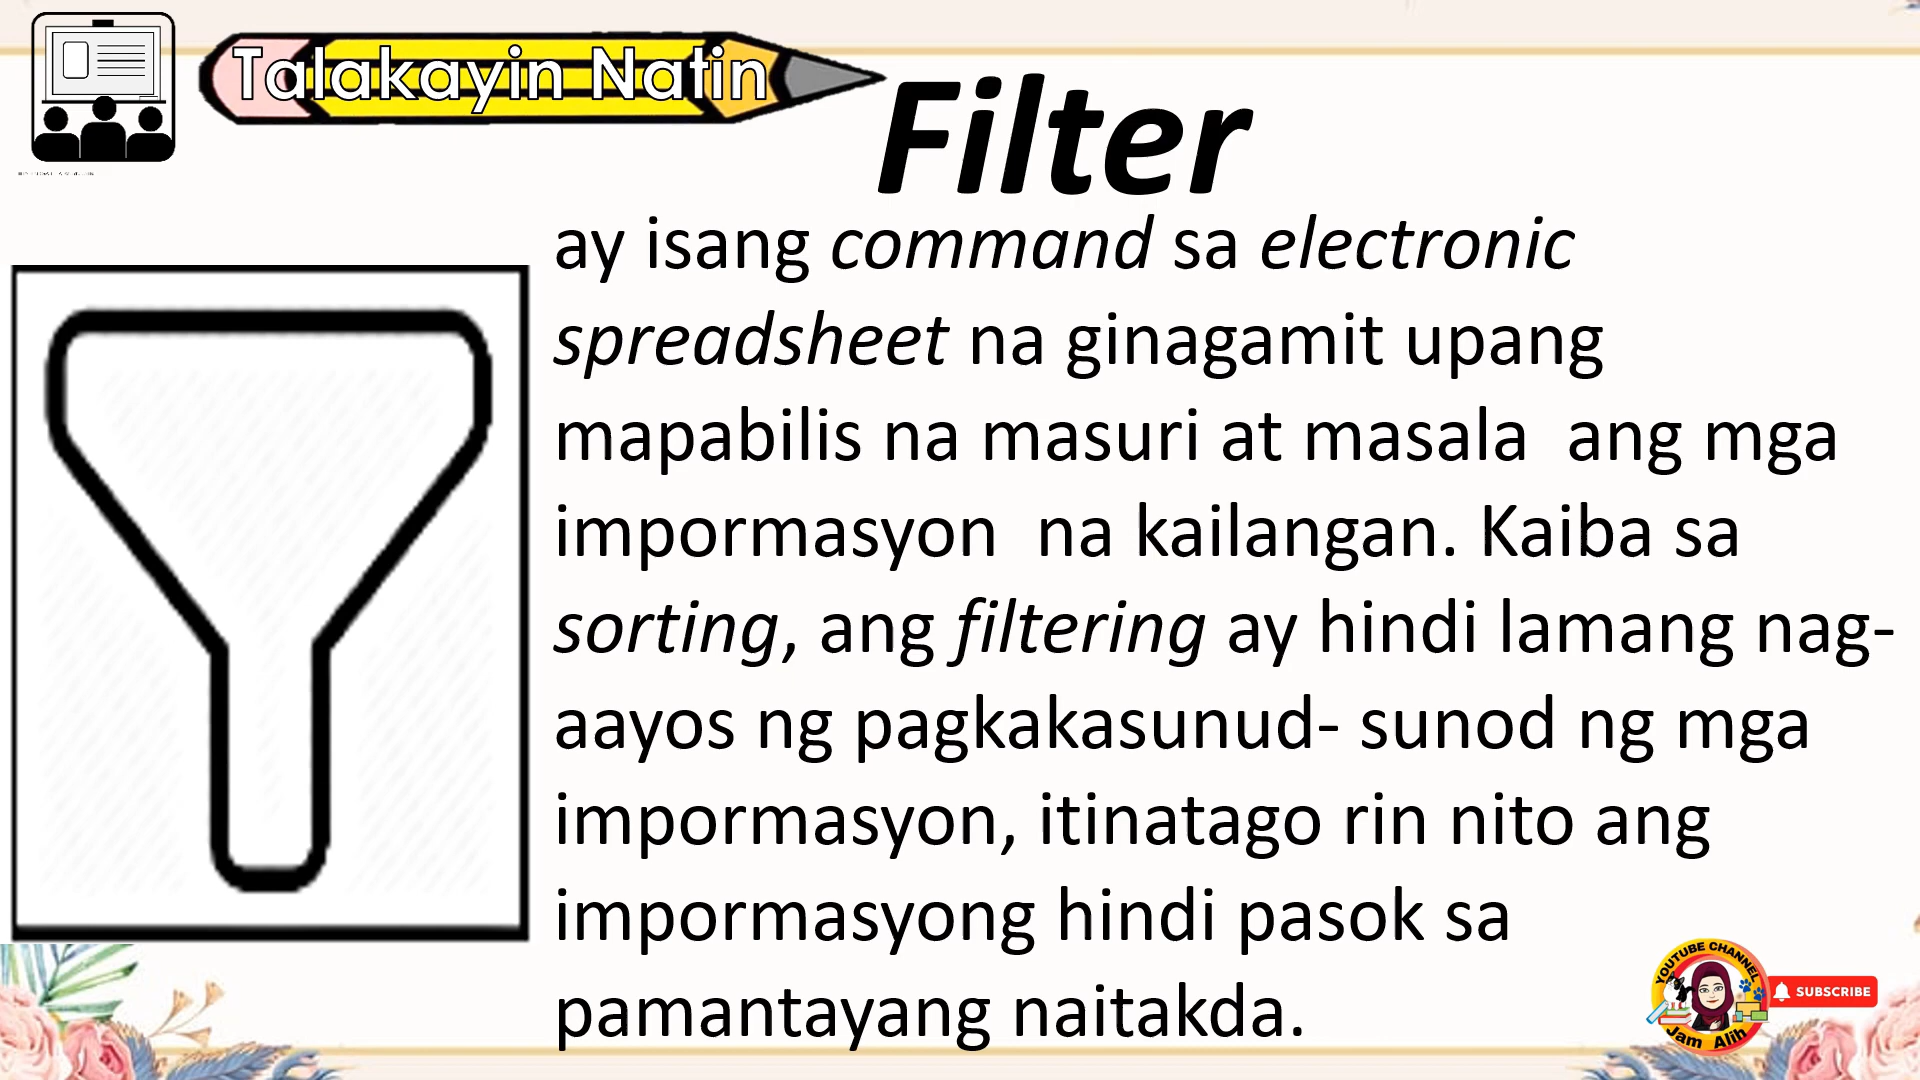 Talakayin Natin
Filter
ay isang command sa electronic
spreadsheet na ginagamit upang
mapabilis na masuri at masala ang mga
impormasyon na kailangan. Kaiba sa
sorting, ang filtering ay hindi lamang nag-
aayos ng pagkakasunud- sunod ng mga
impormasyon, itinatago rin nito ang
impormasyong hindi pasok sa
pamantayang naitakda.
YOUTUBE CHANNEL
Jam Alih
SUBSCRIBE